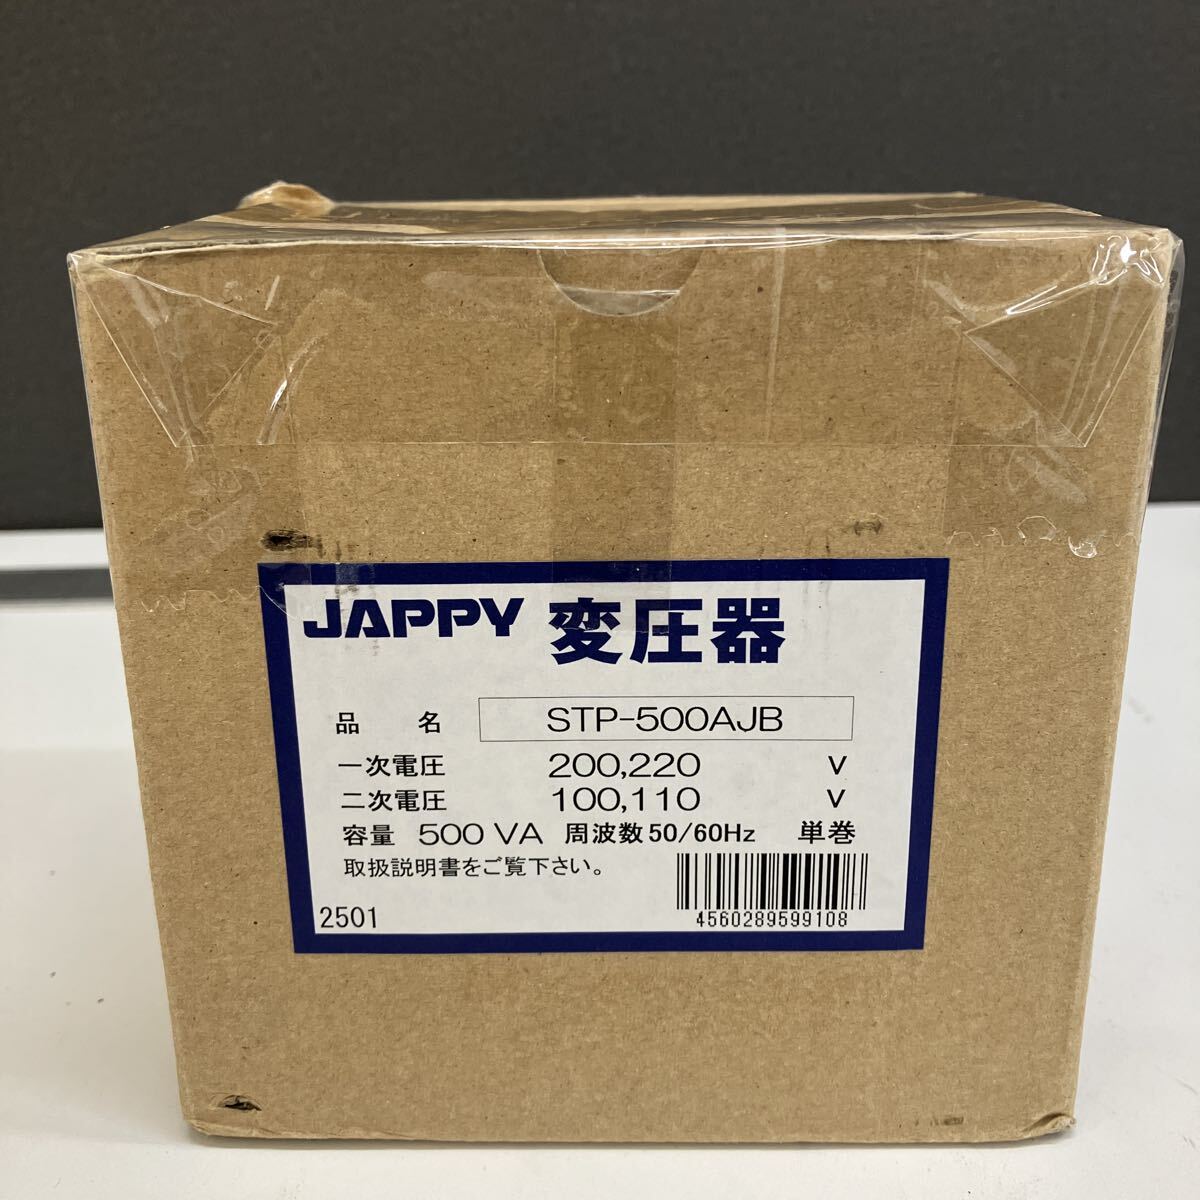 JAPPY 変圧器
品名 STP-500AJB
一次電圧 200,220 V
二次電圧 100,110 V
容量 500 VA 周波数50/60Hz 単巻
取扱説明書をご覧下さい。
2501
4560289599108